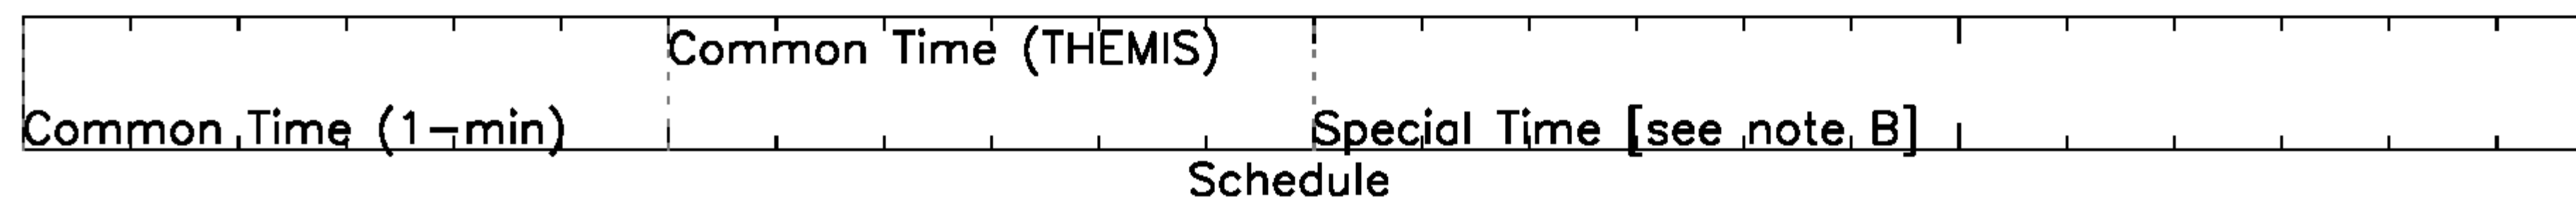 Common Time (THEMIS)
Common Time (1-min)
Special Time [see note B]
Schedule